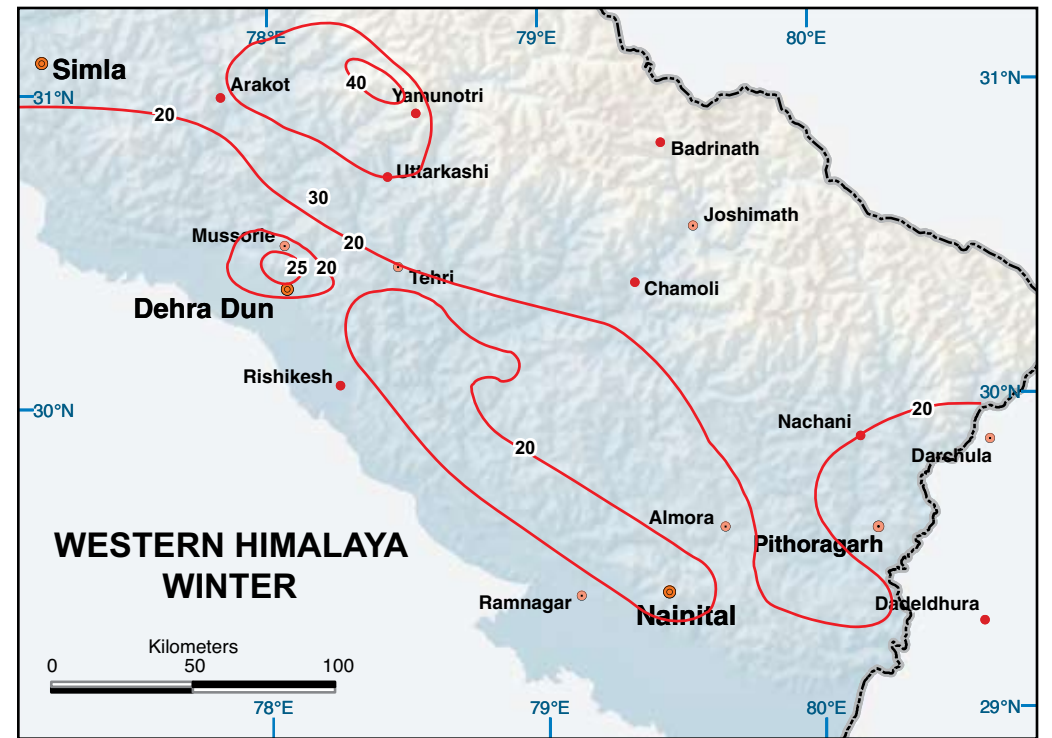 78°E
79°E
80°E
Simla
31°N
31°N
Arakot
40
Yamunotri
20
Badrinath
Uttarkashi
30
Joshimath
Mussorie
20
25
20
Tehri
Chamoli
Dehra Dun
Rishikesh
30°N
30°N
20
Nachani
Darchula
20
Almora
Pithoragarh
WESTERN HIMALAYA
WINTER
Ramnagar
Nainital
Dadeldhura
Kilometers
0
50
100
78°E
79°E
80°E
29°N